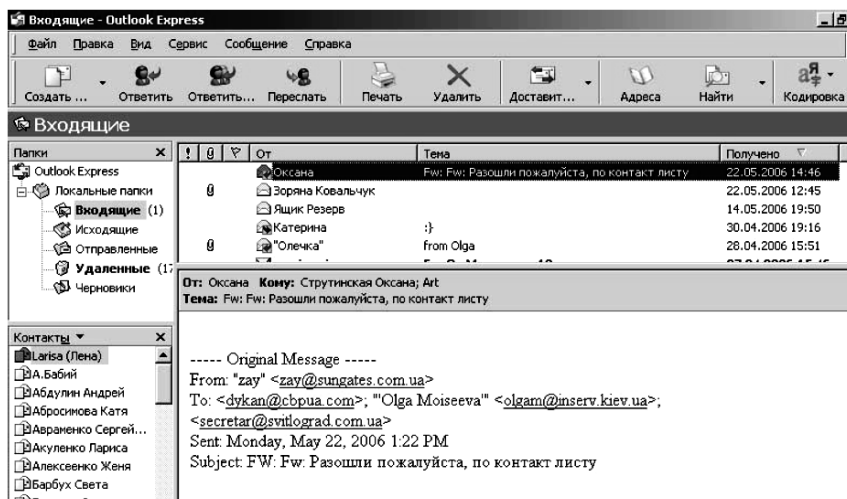 Входящие - Outlook Express
Файл Правка Вид Сервис Сообщение Справка
Создать ... Ответить Ответить... Переслать Печать Удалить Доставит... Адреса Найти Кодировка
Входящие
Папки
Outlook Express
Локальные папки
Входящие (1)
Исходящие
Отправленные
Удаленные
Черновики
Контакты
Larisa (Лена)
А.Бабий
Абдулин Андрей
Абросимова Катя
Авраменко Сергей...
Акуленко Лариса
Алексеенко Женя
Барбух Света
! От Тема Получено
Оксана Fw: Fw: Разошли пожалуйста, по контакт листу 22.05.2006 14:46
Зоряна Ковальчук 22.05.2006 12:45
Ящик Резерв 14.05.2006 19:50
Катерина :} 30.04.2006 19:16
"Олечка" from Olga 28.04.2006 15:51
От: Оксана Кому: Струтинская Оксана; Art
Тема: Fw: Fw: Разошли пожалуйста, по контакт листу
----- Original Message -----
From: "zay" <zay@sungates.com.ua>
To: <dykan@cbpua.com>; "'Olga Moiseeva'" <olgam@inserv.kiev.ua>;
<secretar@svitlograd.com.ua>
Sent: Monday, May 22, 2006 1:22 PM
Subject: FW: Fw: Разошли пожалуйста, по контакт листу